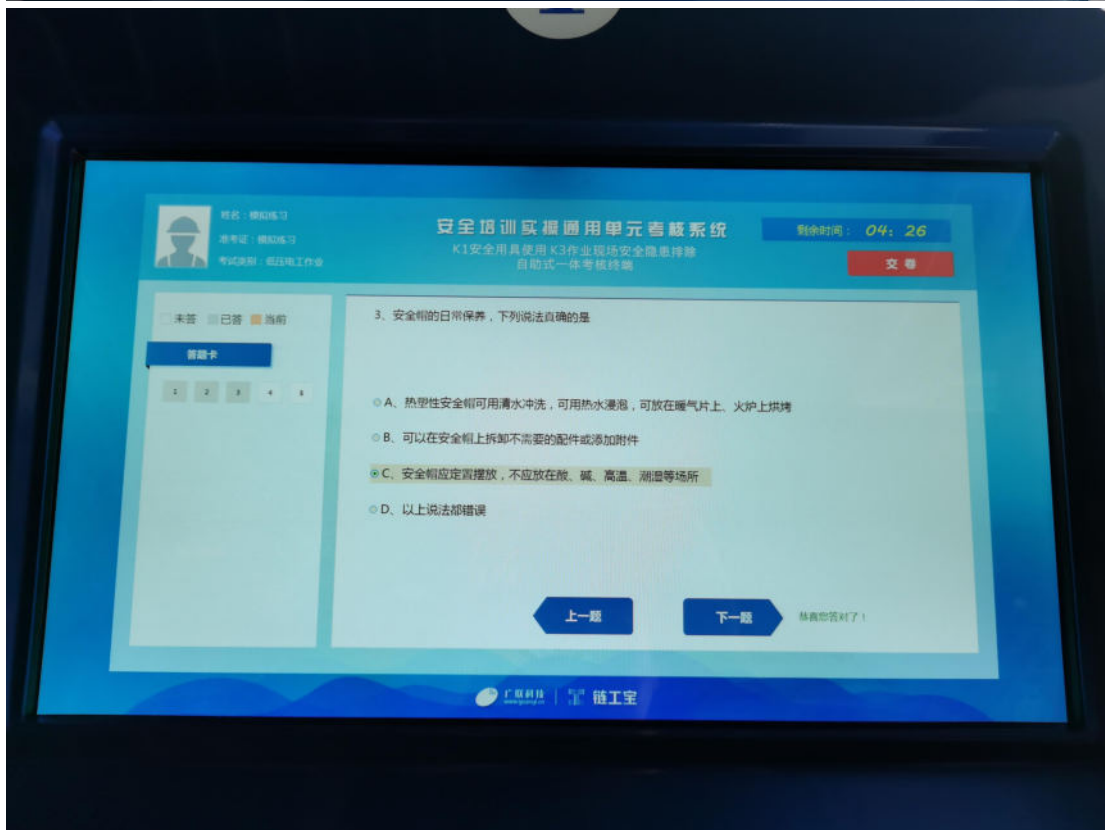 姓名：模拟练习
准考证：模拟练习
考试类别：低压电工作业
安全培训实操通用单元考核系统
K1安全用具使用 K3作业现场安全隐患排除
自助式一体考核终端
剩余时间： 04：26
交卷
未答 已答 当前
答题卡
1 2 3 4 5
3、安全帽的日常保养，下列说法真确的是
A、热塑性安全帽可用清水冲洗，可用热水浸泡，可放在暖气片上、火炉上烘烤
B、可以在安全帽上拆卸不需要的配件或添加附件
C、安全帽应定置摆放，不应放在酸、碱、高温、潮湿等场所
D、以上说法都错误
上一题
下一题
恭喜您答对了！
广联科技
链工宝